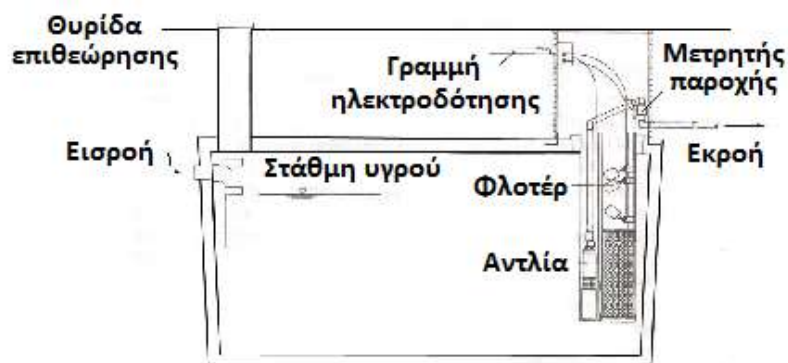 Θυρίδα
επιθεώρησης
Γραμμή
ηλεκτροδότησης
Μετρητής
παροχής
Εισροή
Στάθμη υγρού
Εκροή
Φλοτέρ
Αντλία